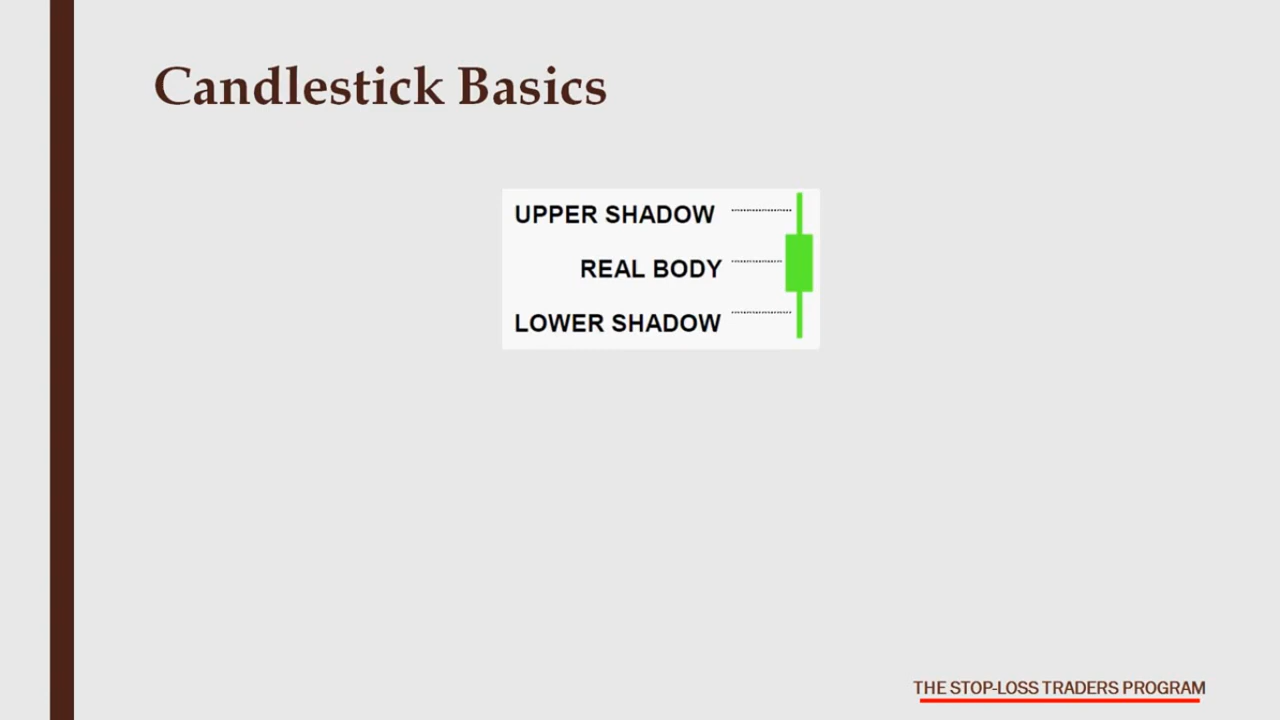 Candlestick Basics
UPPER SHADOW
REAL BODY
LOWER SHADOW
THE STOP-LOSS TRADERS PROGRAM